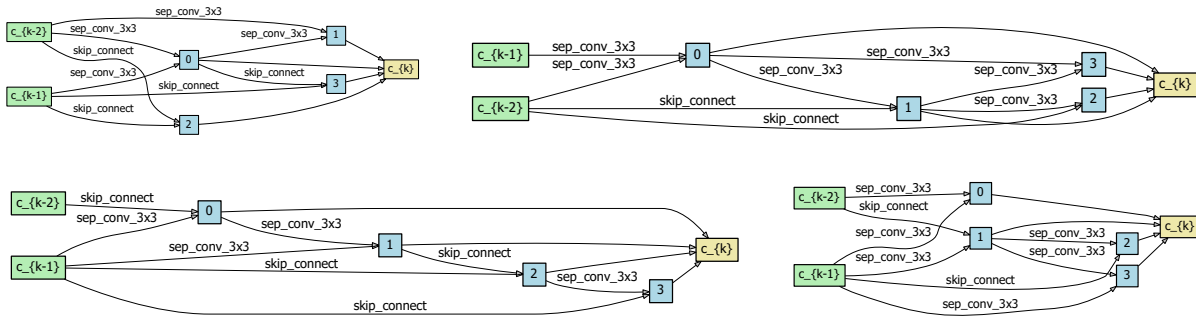 c_{k-2}
sep_conv_3x3
sep_conv_3x3
sep_conv_3x3
1
skip_connect
0
c_{k}
sep_conv_3x3
skip_connect
3
c_{k-1}
skip_connect
skip_connect
2
c_{k-1}
sep_conv_3x3
0
sep_conv_3x3
sep_conv_3x3
3
sep_conv_3x3
sep_conv_3x3
c_{k}
c_{k-2}
skip_connect
1
sep_conv_3x3
2
skip_connect
c_{k-2}
skip_connect
sep_conv_3x3
0
sep_conv_3x3
sep_conv_3x3
1
c_{k}
c_{k-1}
skip_connect
skip_connect
2
sep_conv_3x3
3
skip_connect
c_{k-2}
sep_conv_3x3
0
skip_connect
c_{k}
sep_conv_3x3
1
sep_conv_3x3
2
sep_conv_3x3
c_{k-1}
sep_conv_3x3
skip_connect
3
sep_conv_3x3